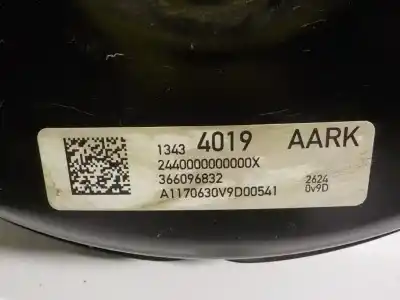 1343 4019 AARK
2440000000000X
366096832 2624
A1170630V9D00541 0v9D